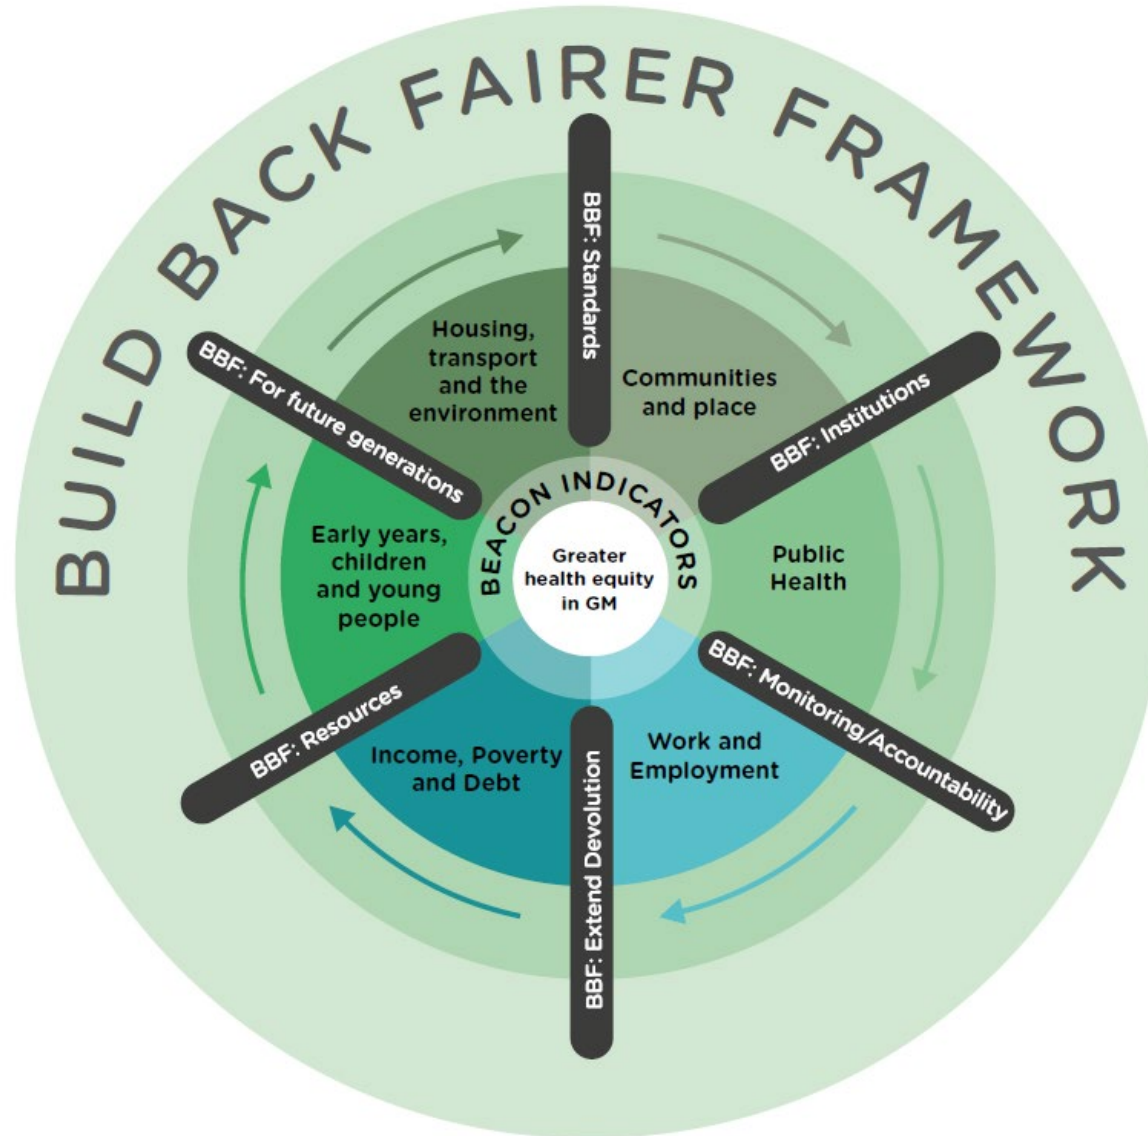 BUILD BACK FAIRER FRAMEWORK
BBF: Standards
Communities
and place
BBF: Institutions
Public
Health
BBF: Monitoring/Accountability
Work and
Employment
BBF: Extend Devolution
Income, Poverty
and Debt
BBF: Resources
Early years,
children
and young
people
BBF: For future generations
Housing,
transport
and the
environment
BEACON INDICATORS
Greater
health equity
in GM